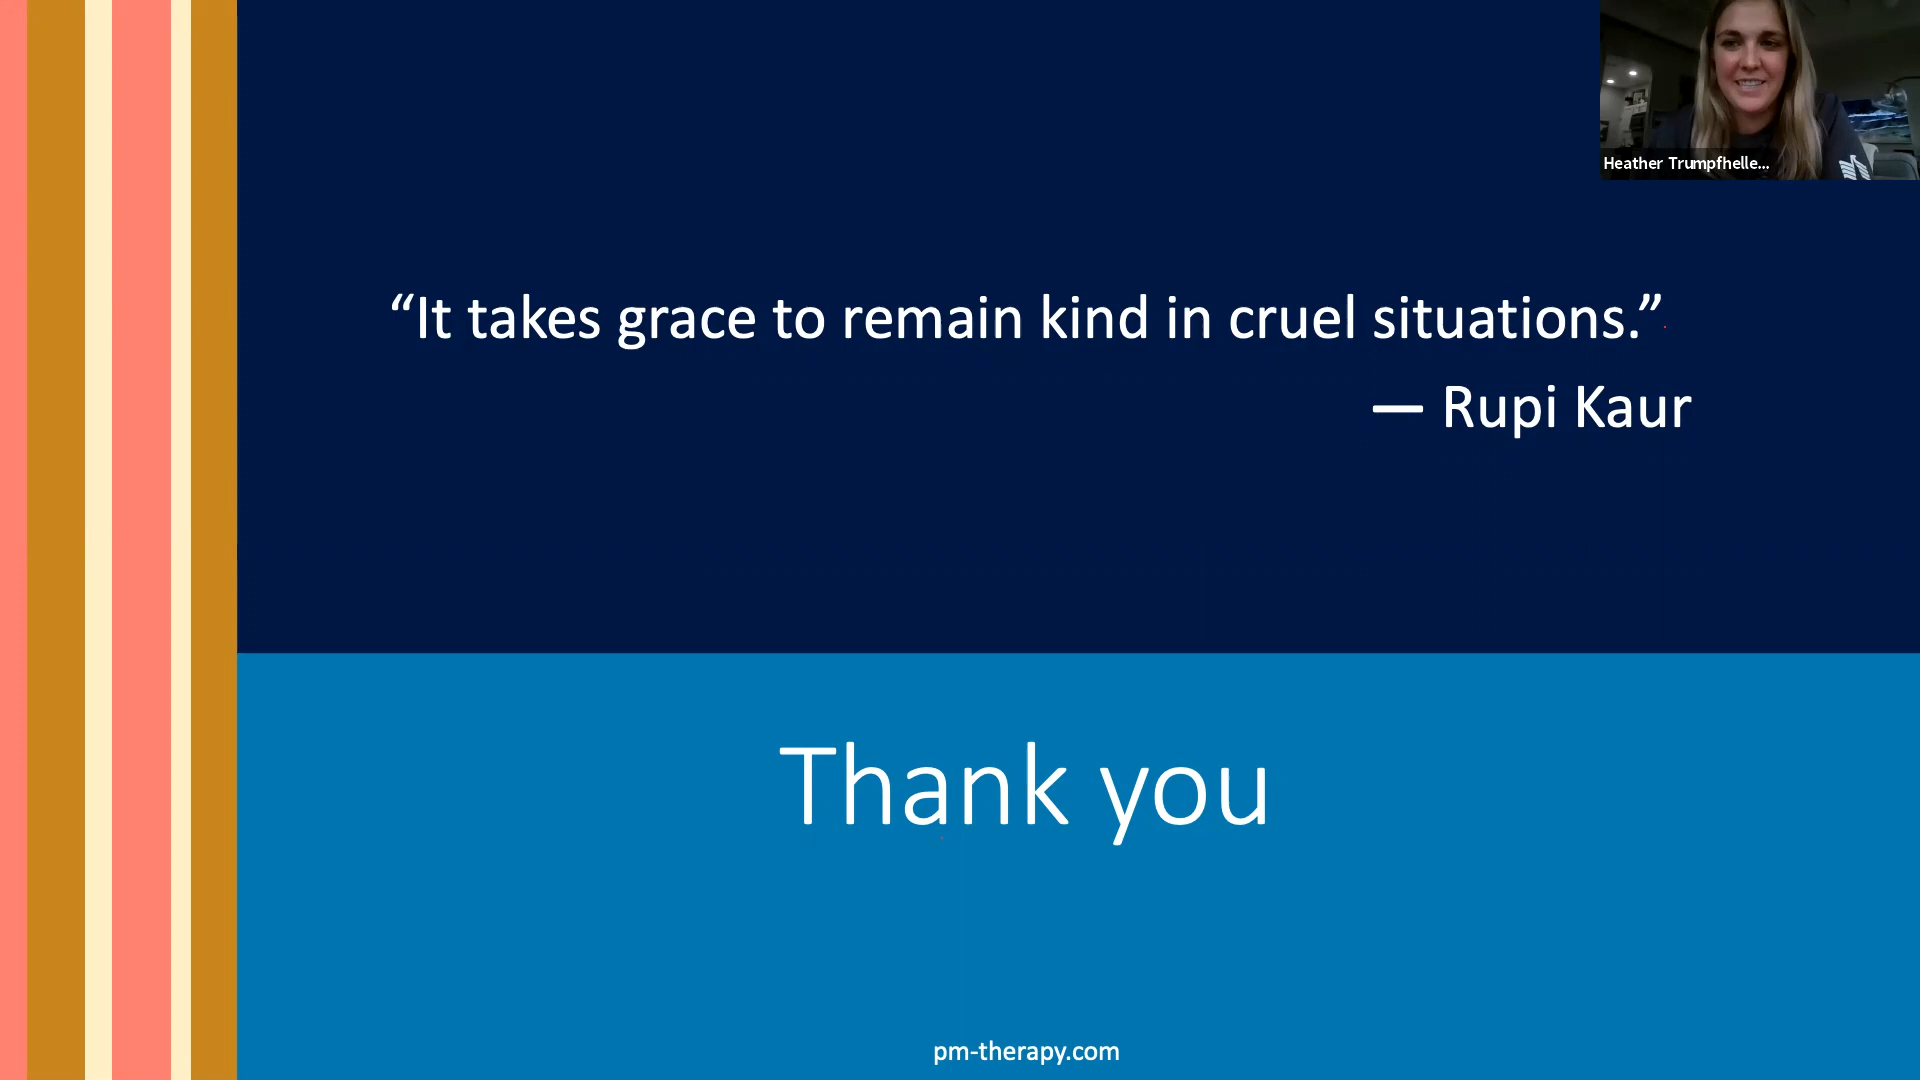 Heather Trumpfhelle...
“It takes grace to remain kind in cruel situations.”
— Rupi Kaur
Thank you
pm-therapy.com